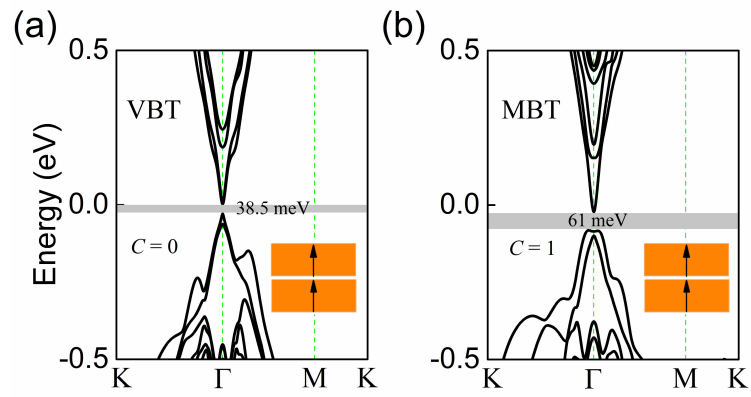 (a)
0.5
VBT
0.0
38.5 meV
C = 0
-0.5
K Γ M K
Energy (eV)
(b)
0.5
MBT
0.0
61 meV
C = 1
-0.5
K Γ M K